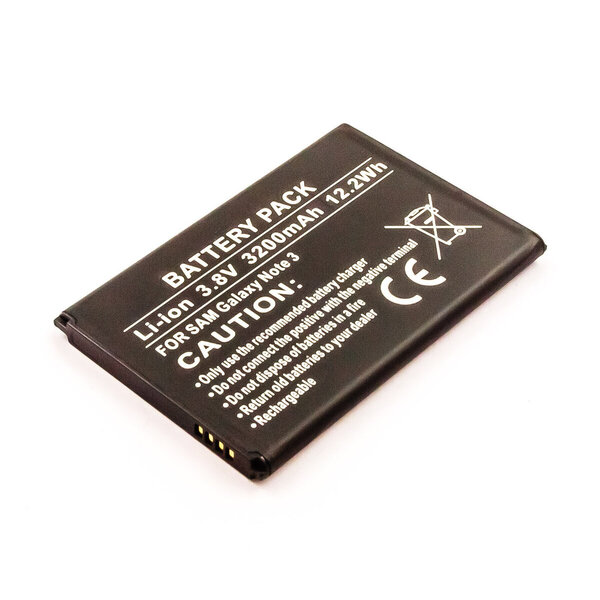 BATTERY PACK
Li-ion 3.8V 3200mAh 12.2Wh
FOR SAM Galaxy Note 3
CAUTION:
•Only use the recommended battery charger
•Do not connect the positive with the negative terminal
•Do not dispose of batteries in a fire
•Return old batteries to your dealer
•Rechargeable
CE